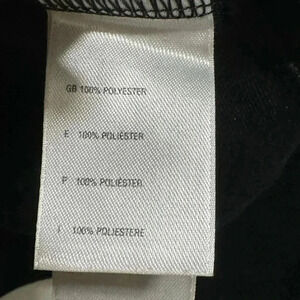 GB 100% POLYESTER
E 100% POLIÉSTER
P 100% POLIÉSTER
I 100% POLIESTERE